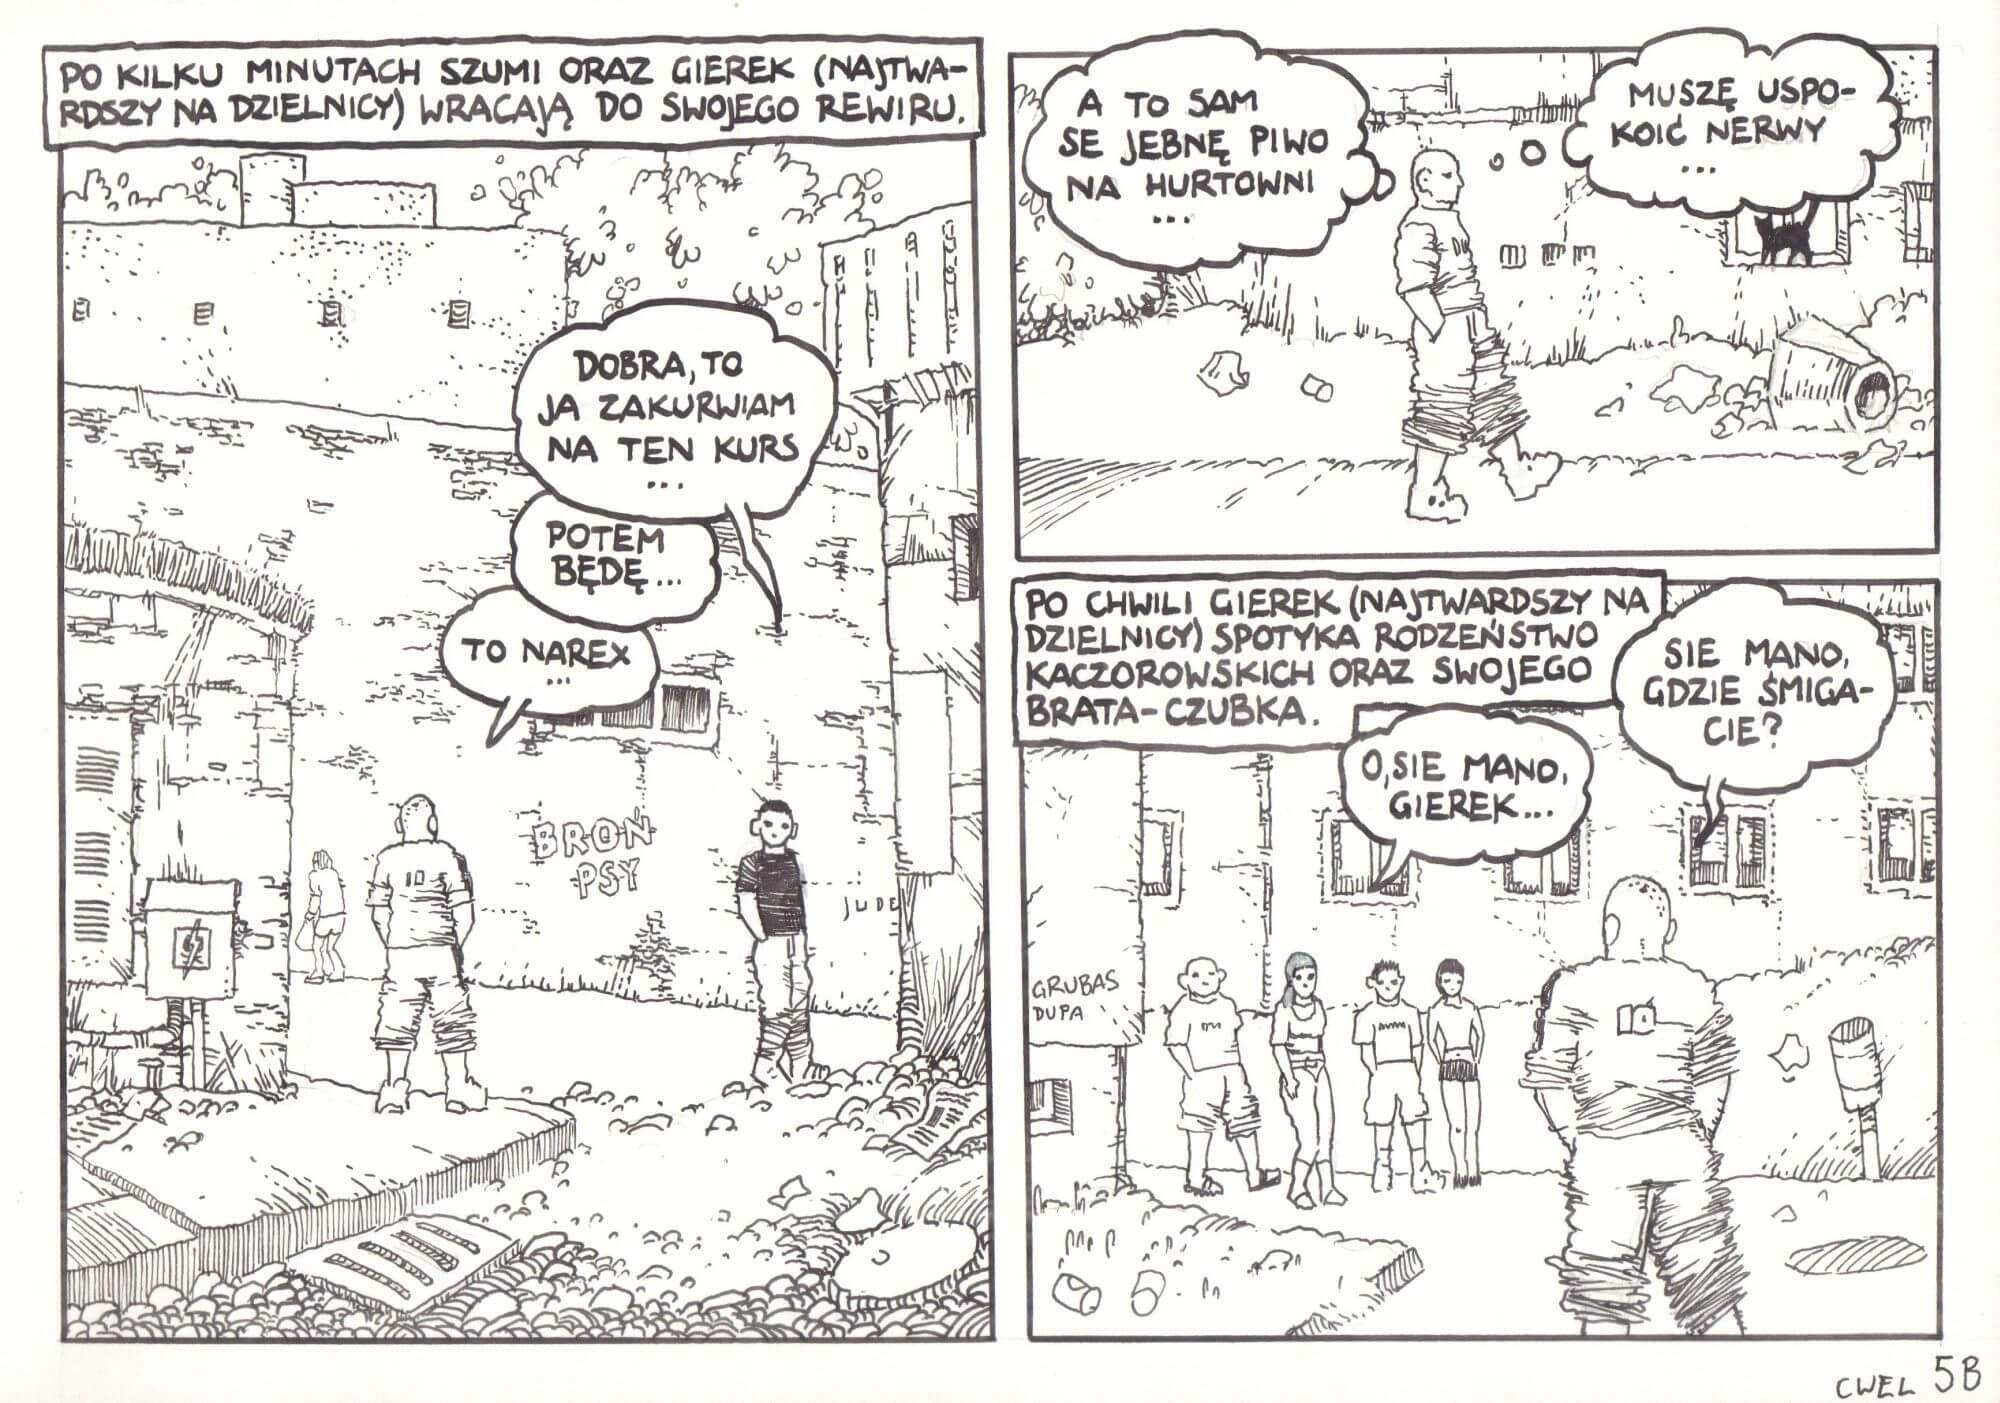 PO KILKU MINUTACH SZUMI ORAZ GIEREK (NAJTWA-
RDSZY NA DZIELNICY) WRACAJĄ DO SWOJEGO REWIRU.
DOBRA, TO
JA ZAKURWIAM
NA TEN KURS
...
POTEM
BĘDĘ...
TO NAREX
...
10
BROŃ
PSY
JUDE
A TO SAM
SE JEBNĘ PIWO
NA HURTOWNI
...
MUSZĘ USPO-
KOIĆ NERWY
...
PO CHWILI GIEREK (NAJTWARDSZY NA
DZIELNICY) SPOTYKA RODZEŃSTWO
KACZOROWSKICH ORAZ SWOJEGO
BRATA-CZUBKA.
O, SIE MANO,
GIEREK...
SIE MANO,
GDZIE ŚMIGA-
CIE?
GRUBAS
DUPA
CWEL 5B